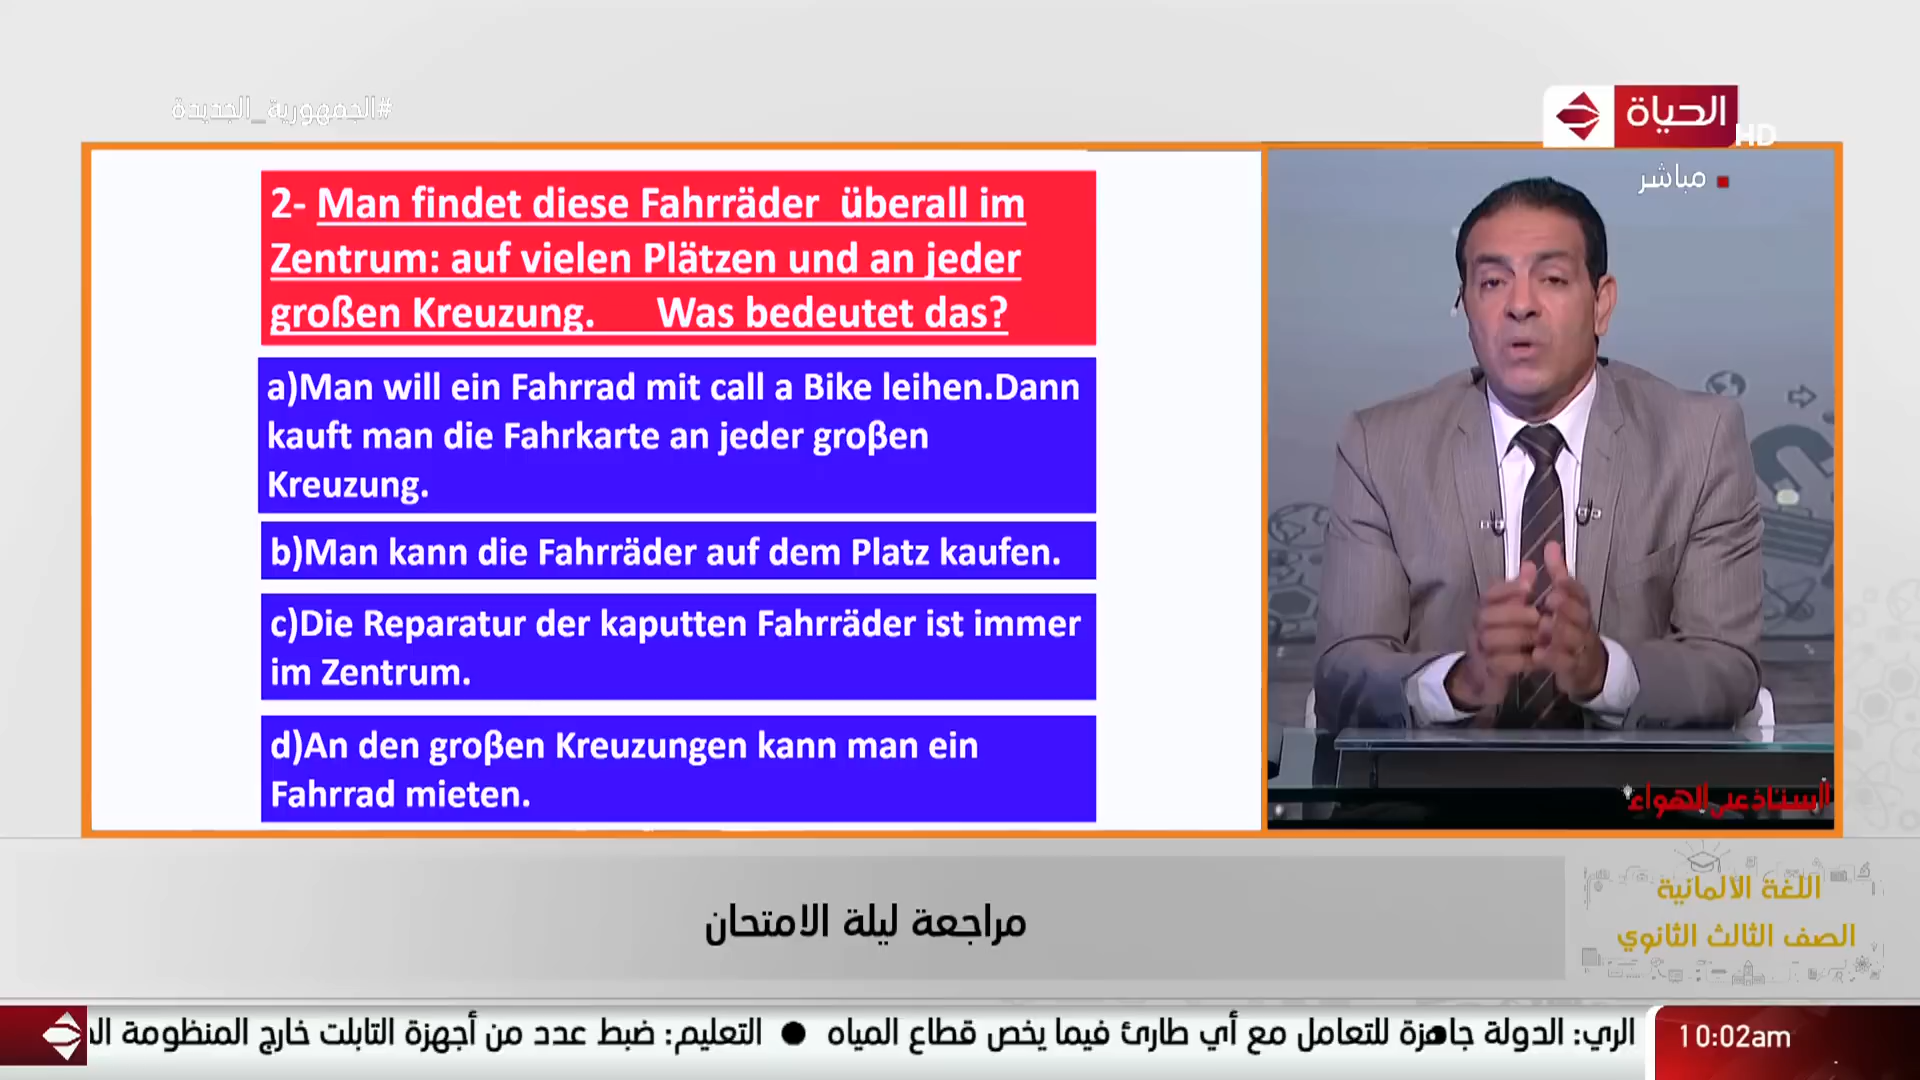 #الجمهورية_الجديدة
الحياة
HD
مباشر
2- Man findet diese Fahrräder überall im
Zentrum: auf vielen Plätzen und an jeder
großen Kreuzung. Was bedeutet das?
a)Man will ein Fahrrad mit call a Bike leihen.Dann
kauft man die Fahrkarte an jeder groβen
Kreuzung.
b)Man kann die Fahrräder auf dem Platz kaufen.
c)Die Reparatur der kaputten Fahrräder ist immer
im Zentrum.
d)An den groβen Kreuzungen kann man ein
Fahrrad mieten.
أستاذ على الهواء
مراجعة ليلة الامتحان
اللغة الالمانية
الصف الثالث الثانوي
الري: الدولة جاهزة للتعامل مع أي طارئ فيما يخص قطاع المياه ● التعليم: ضبط عدد من أجهزة التابلت خارج المنظومة
10:02am